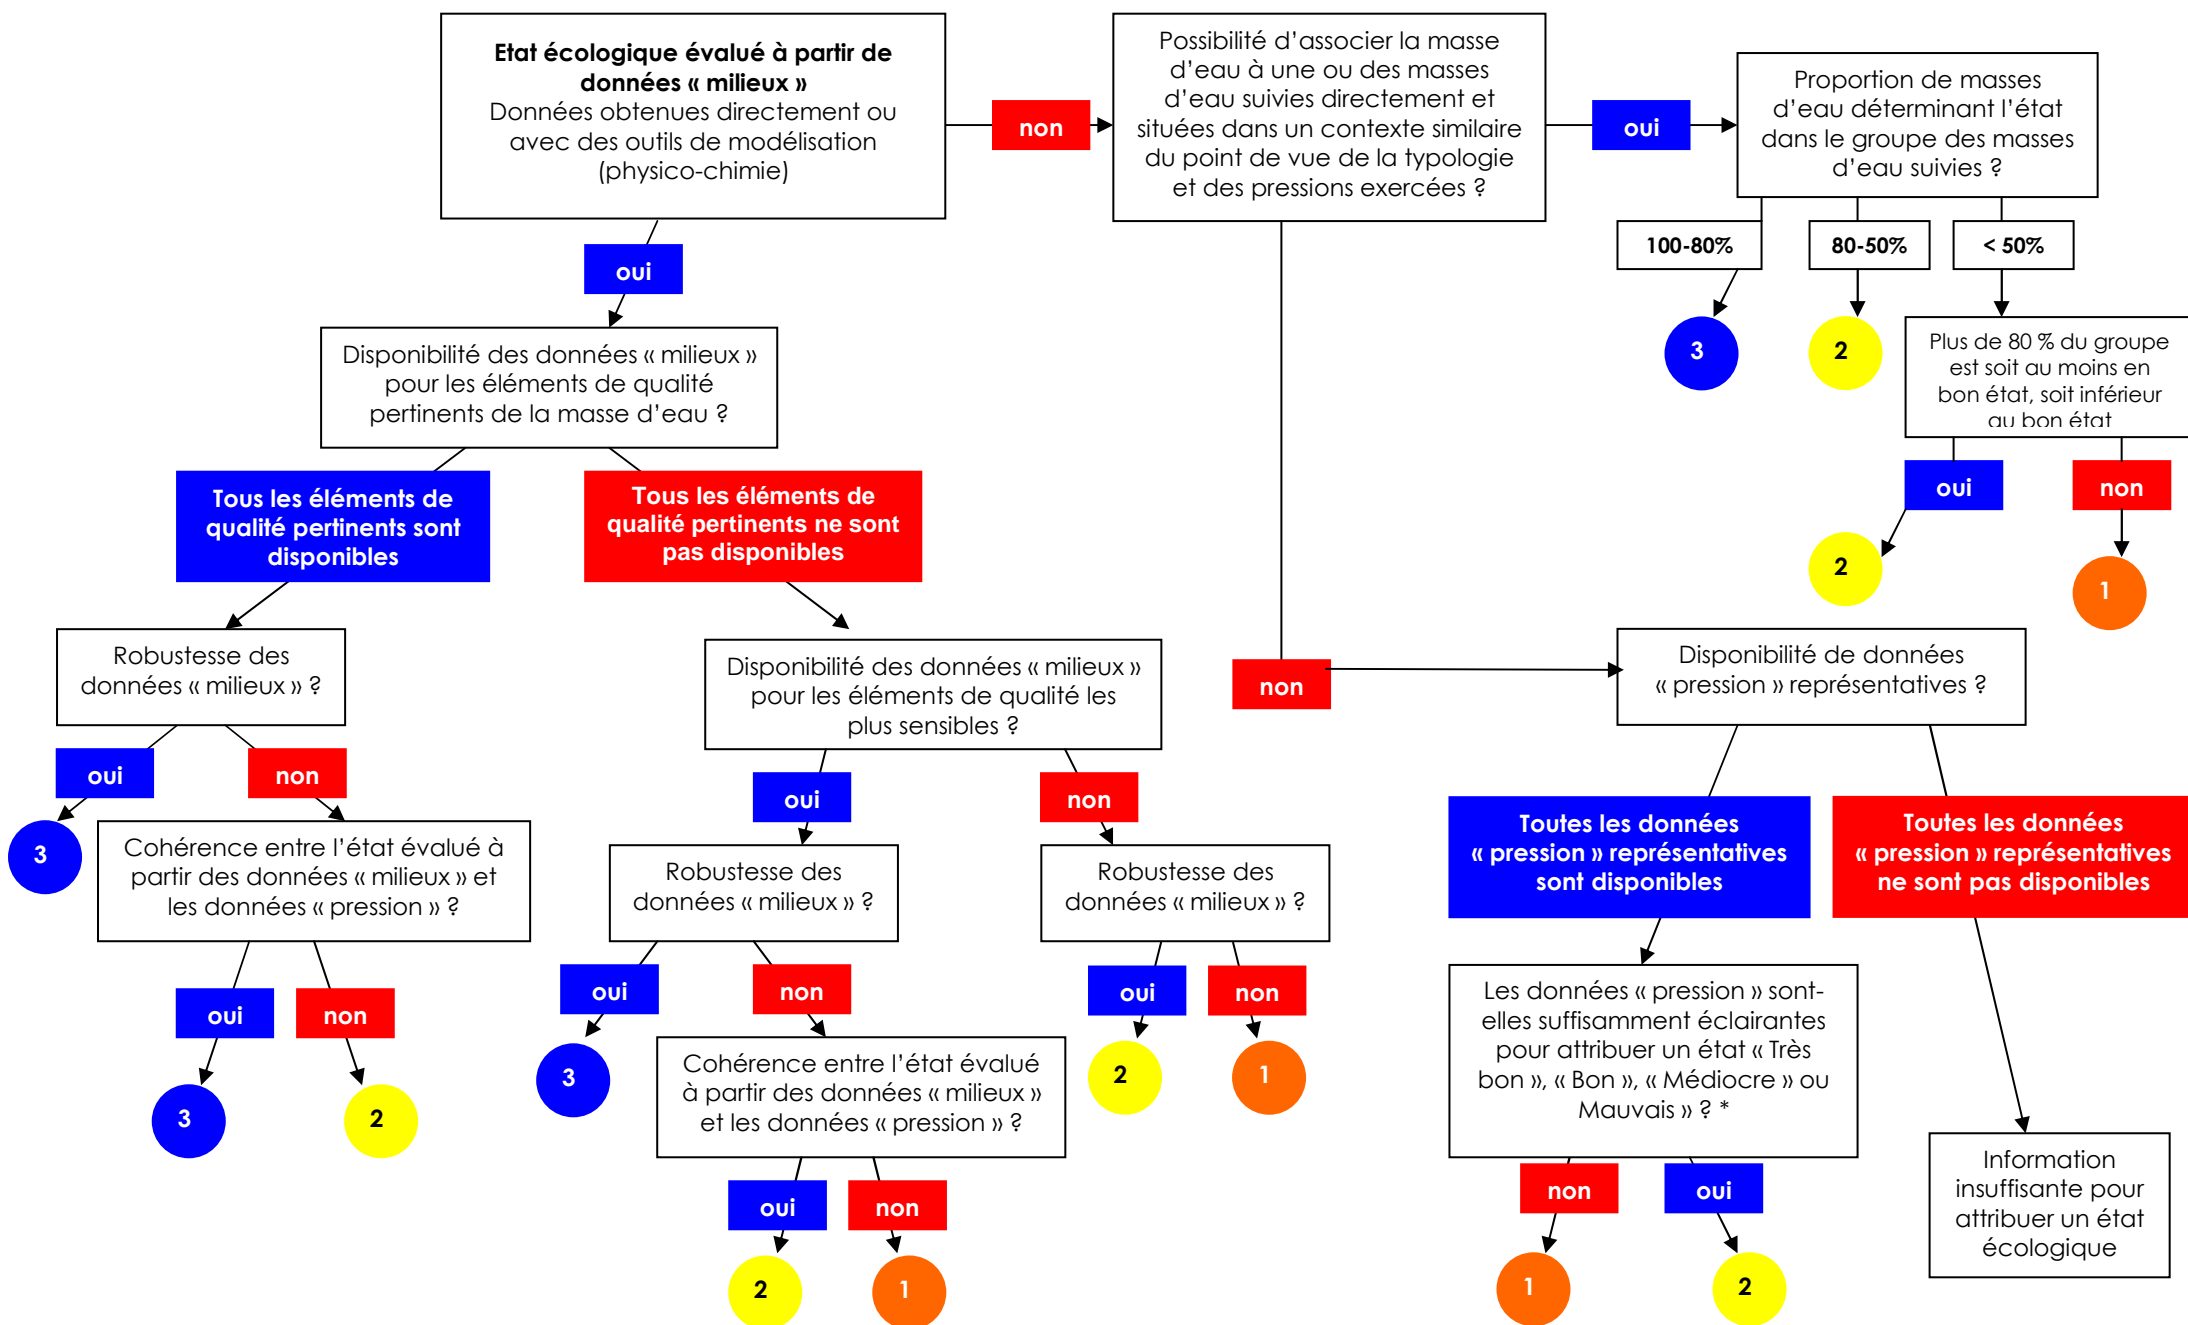 Etat écologique évalué à partir de
données « milieux »
Données obtenues directement ou
avec des outils de modélisation
(physico-chimie)
non
Possibilité d’associer la masse
d’eau à une ou des masses
d’eau suivies directement et
situées dans un contexte similaire
du point de vue de la typologie
et des pressions exercées ?
oui
Proportion de masses
d’eau déterminant l’état
dans le groupe des masses
d’eau suivies ?
100-80%
80-50%
< 50%
3
2
Plus de 80 % du groupe
est soit au moins en
bon état, soit inférieur
au bon état
oui
non
2
1
oui
Disponibilité des données « milieux »
pour les éléments de qualité
pertinents de la masse d’eau ?
Tous les éléments de
qualité pertinents sont
disponibles
Tous les éléments de
qualité pertinents ne sont
pas disponibles
Robustesse des
données « milieux » ?
oui
non
3
Cohérence entre l’état évalué à
partir des données « milieux » et
les données « pression » ?
oui
non
3
2
Disponibilité des données « milieux »
pour les éléments de qualité les
plus sensibles ?
oui
non
Robustesse des
données « milieux » ?
oui
non
3
Cohérence entre l’état évalué
à partir des données « milieux »
et les données « pression » ?
oui
non
2
1
Robustesse des
données « milieux » ?
oui
non
2
1
non
Disponibilité de données
« pression » représentatives ?
Toutes les données
« pression » représentatives
sont disponibles
Toutes les données
« pression » représentatives
ne sont pas disponibles
Les données « pression » sont-
elles suffisamment éclairantes
pour attribuer un état « Très
bon », « Bon », « Médiocre » ou
Mauvais » ? *
non
oui
1
2
Information
insuffisante pour
attribuer un état
écologique